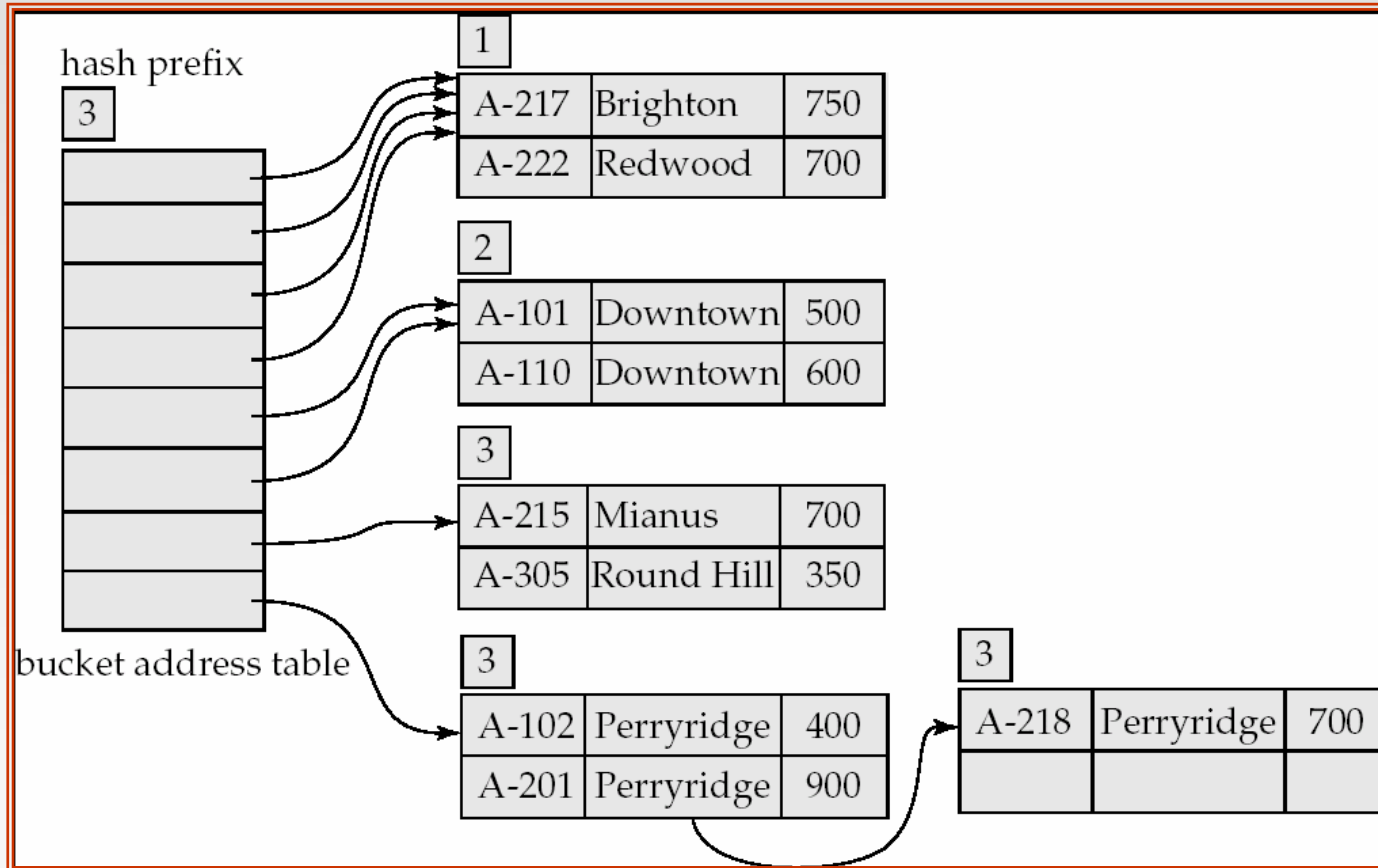 hash prefix
3
bucket address table
1
A-217 Brighton 750
A-222 Redwood 700
2
A-101 Downtown 500
A-110 Downtown 600
3
A-215 Mianus 700
A-305 Round Hill 350
3
A-102 Perryridge 400
A-201 Perryridge 900
3
A-218 Perryridge 700